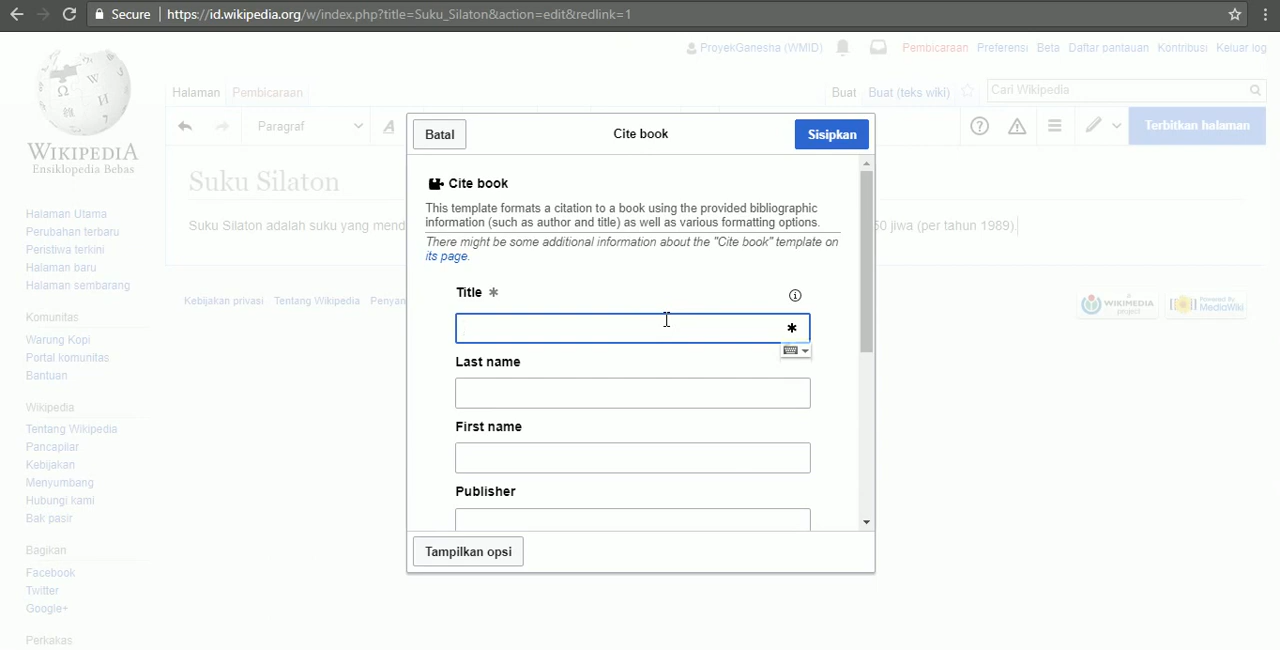 Secure https://id.wikipedia.org/w/index.php?title=Suku_Silaton&action=edit&redlink=1
ProyekGanesha (WMID) Pembicaraan Preferensi Beta Daftar pantauan Kontribusi Keluar log
Halaman Pembicaraan Buat Buat (teks wiki) Cari Wikipedia
Paragraf A Terbitkan halaman
WIKIPEDIA
Ensiklopedia Bebas
Halaman Utama
Perubahan terbaru
Peristiwa terkini
Halaman baru
Halaman sembarang
Komunitas
Warung Kopi
Portal komunitas
Bantuan
Wikipedia
Tentang Wikipedia
Pancapilar
Kebijakan
Menyumbang
Hubungi kami
Bak pasir
Bagikan
Facebook
Twitter
Google+
Perkakas
Suku Silaton
Suku Silaton adalah suku yang mend
50 jiwa (per tahun 1989).
Kebijakan privasi Tentang Wikipedia Penyan
A WIKIMEDIA project
Powered By MediaWiki
Batal Cite book Sisipkan
Cite book
This template formats a citation to a book using the provided bibliographic
information (such as author and title) as well as various formatting options.
There might be some additional information about the "Cite book" template on
its page.
Title *
*
Last name
First name
Publisher
Tampilkan opsi